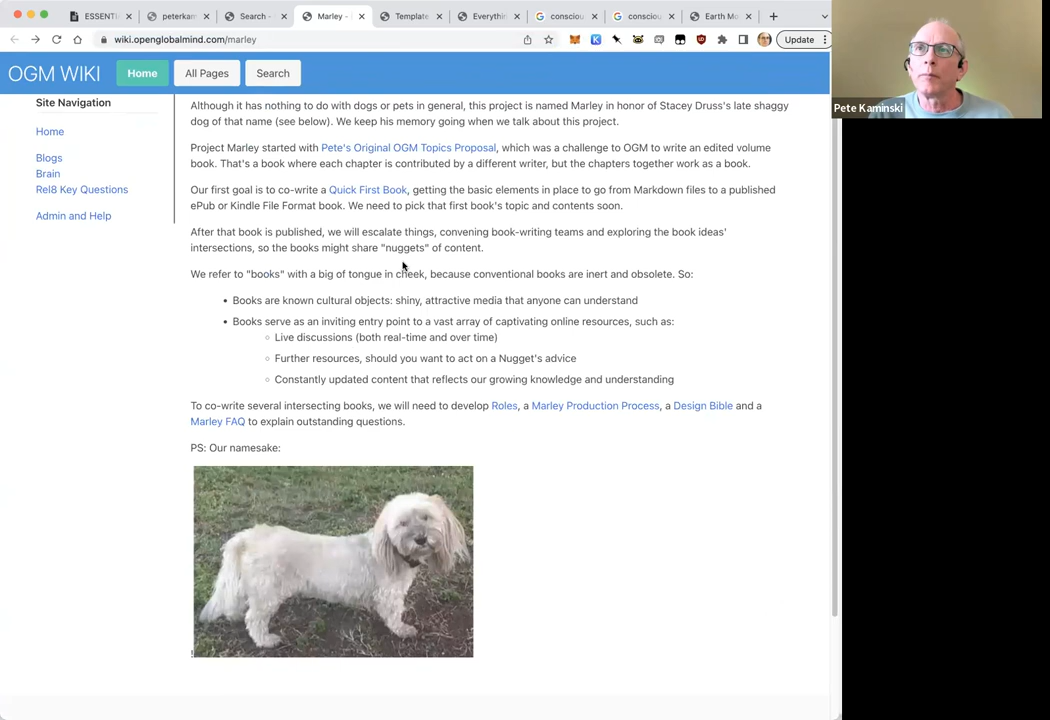 ESSENTI
peterkam
Search -
Marley -
Template
Everythin
consciou
consciou
Earth Mo
wiki.openglobalmind.com/marley
Update
OGM WIKI
Home
All Pages
Search
Site Navigation
Home
Blogs
Brain
Rel8 Key Questions
Admin and Help
Although it has nothing to do with dogs or pets in general, this project is named Marley in honor of Stacey Druss's late shaggy
dog of that name (see below). We keep his memory going when we talk about this project.
Project Marley started with Pete's Original OGM Topics Proposal, which was a challenge to OGM to write an edited volume
book. That's a book where each chapter is contributed by a different writer, but the chapters together work as a book.
Our first goal is to co-write a Quick First Book, getting the basic elements in place to go from Markdown files to a published
ePub or Kindle File Format book. We need to pick that first book's topic and contents soon.
After that book is published, we will escalate things, convening book-writing teams and exploring the book ideas'
intersections, so the books might share "nuggets" of content.
We refer to "books" with a big of tongue in cheek, because conventional books are inert and obsolete. So:
• Books are known cultural objects: shiny, attractive media that anyone can understand
• Books serve as an inviting entry point to a vast array of captivating online resources, such as:
◦ Live discussions (both real-time and over time)
◦ Further resources, should you want to act on a Nugget's advice
◦ Constantly updated content that reflects our growing knowledge and understanding
To co-write several intersecting books, we will need to develop Roles, a Marley Production Process, a Design Bible and a
Marley FAQ to explain outstanding questions.
PS: Our namesake:
Pete Kaminski